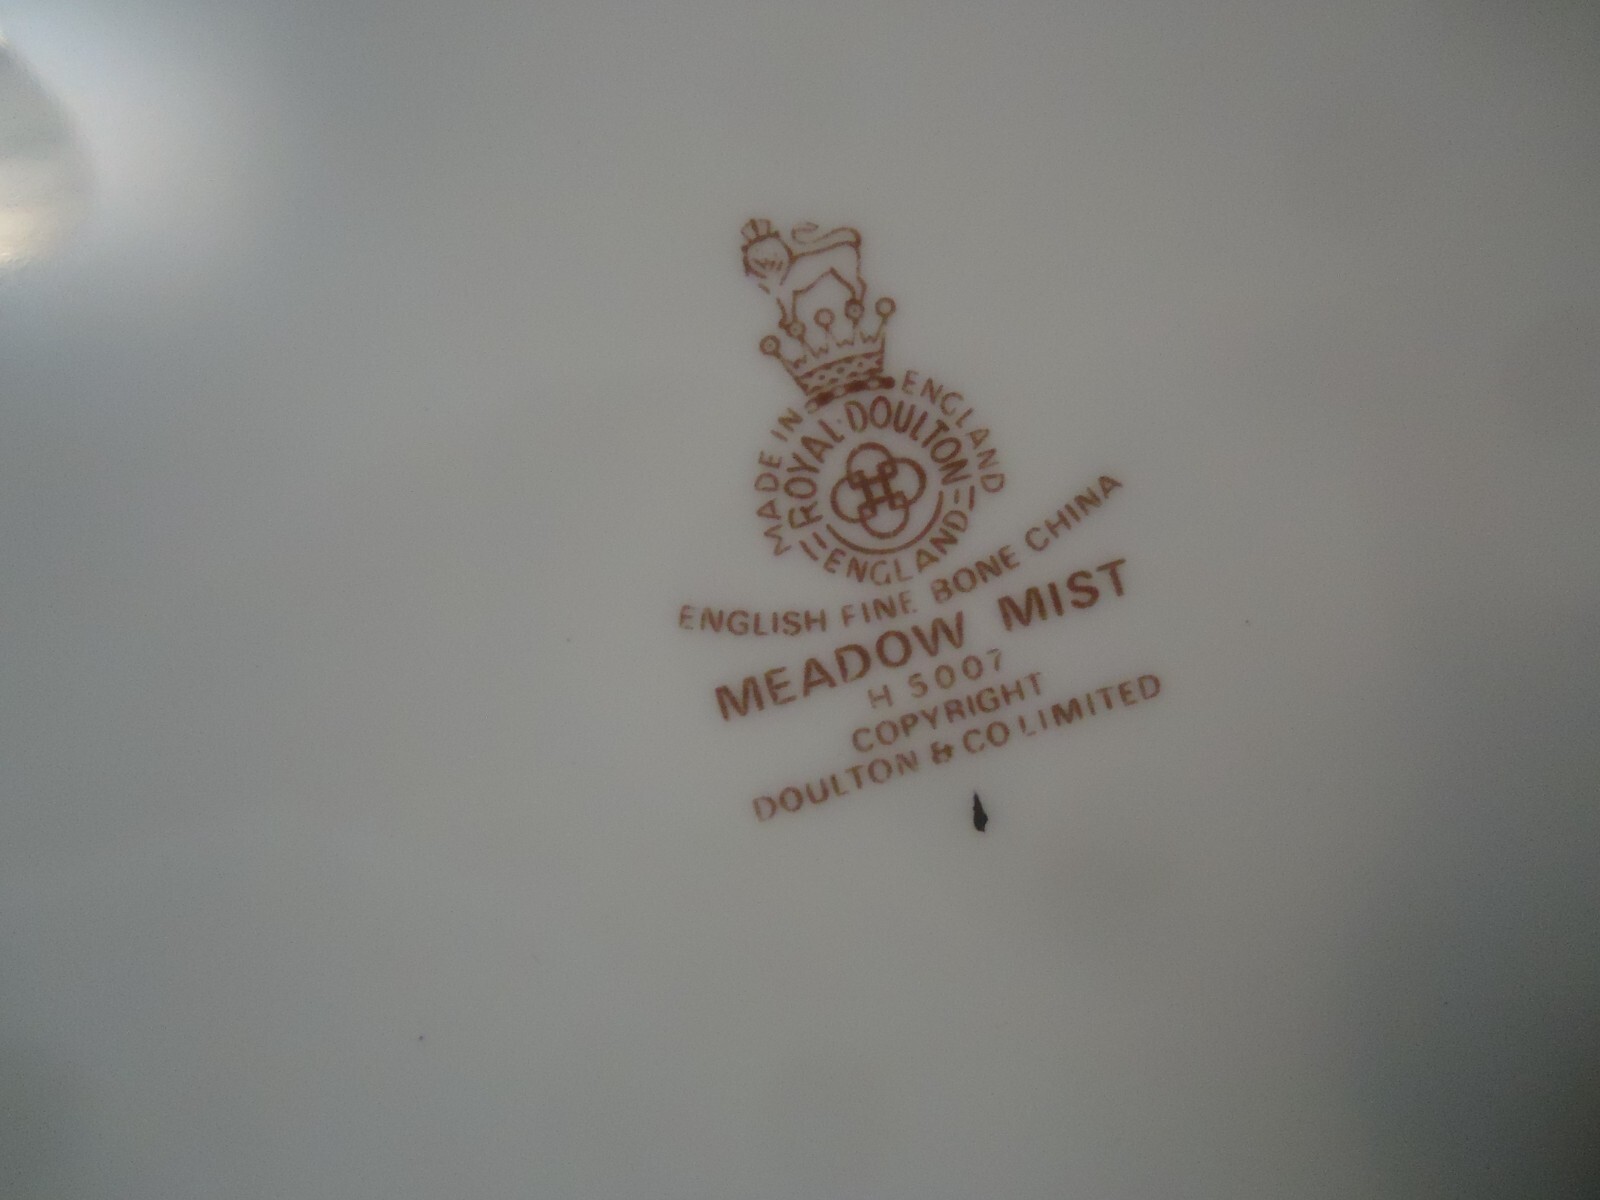 MADE IN ENGLAND
ROYAL·DOULTON
ENGLAND
ENGLISH FINE BONE CHINA
MEADOW MIST
H 5007
COPYRIGHT
DOULTON & CO LIMITED